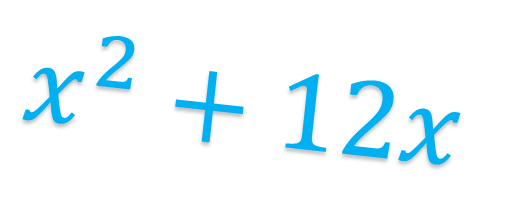 x² + 12x